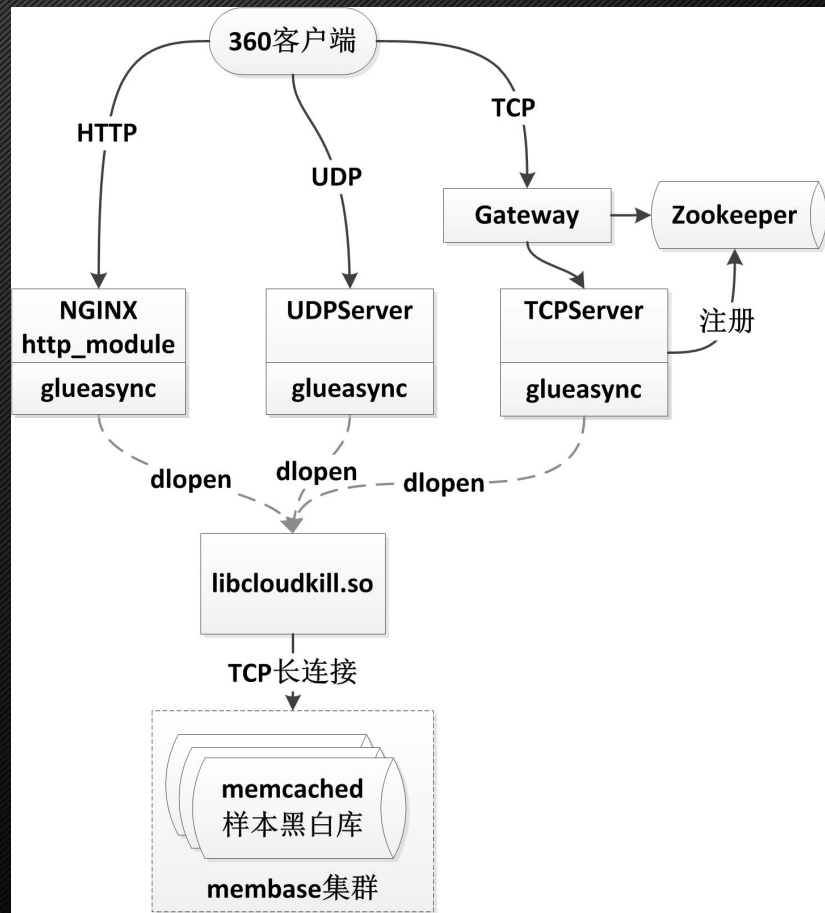 360客户端
HTTP
UDP
TCP
Gateway
Zookeeper
NGINX
http_module
glueasync
UDPServer
glueasync
TCPServer
glueasync
注册
dlopen
dlopen
dlopen
libcloudkill.so
TCP长连接
memcached
样本黑白库
membase集群